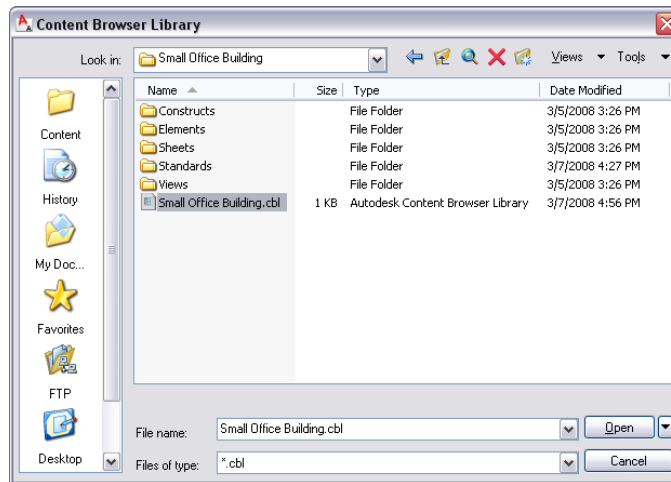 Content Browser Library
Look in: Small Office Building Views Tools
Name Size Type Date Modified
Constructs File Folder 3/5/2008 3:26 PM
Elements File Folder 3/5/2008 3:26 PM
Sheets File Folder 3/5/2008 3:26 PM
Standards File Folder 3/7/2008 4:27 PM
Views File Folder 3/5/2008 3:26 PM
Small Office Building.cbl 1 KB Autodesk Content Browser Library 3/7/2008 4:56 PM
Content
History
My Doc...
Favorites
FTP
Desktop
File name: Small Office Building.cbl Open
Files of type: *.cbl Cancel